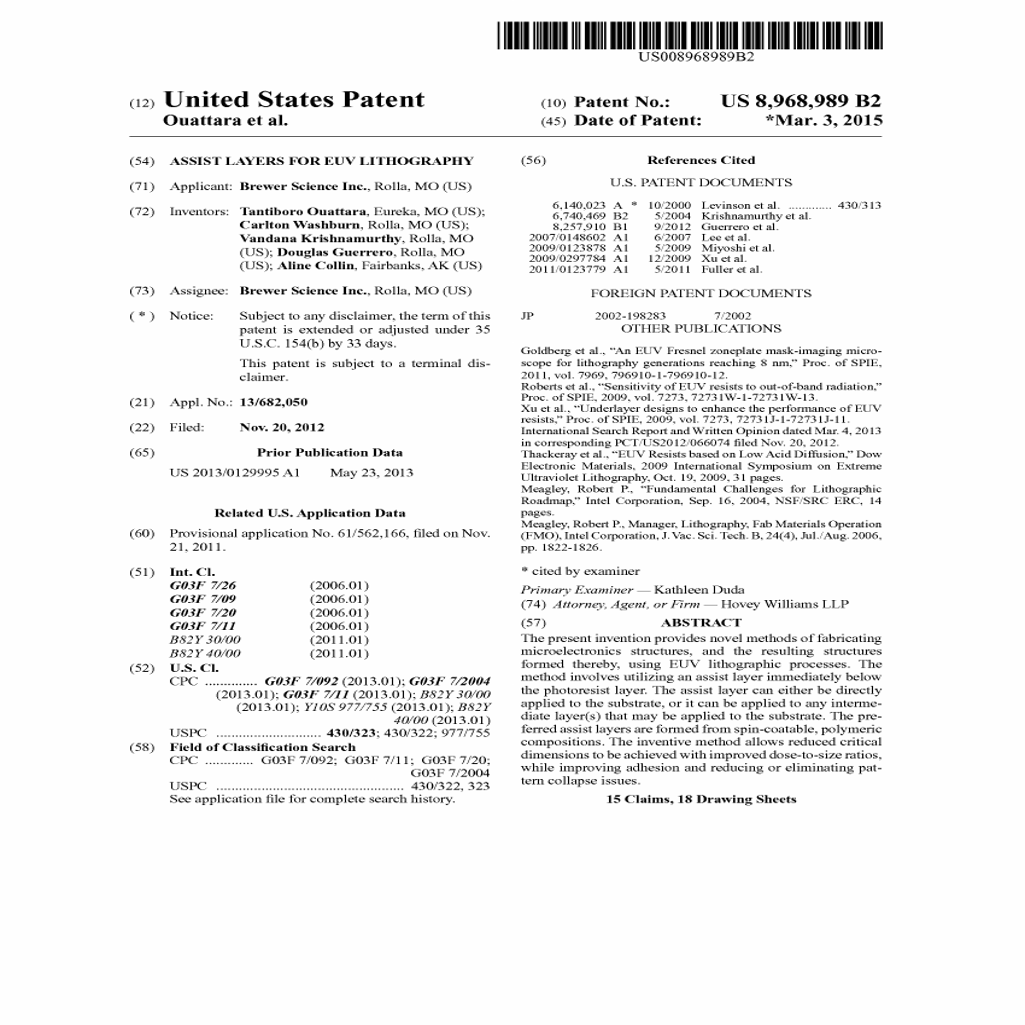 US008968989B2
(12) United States Patent
Ouattara et al.
(10) Patent No.: US 8,968,989 B2
(45) Date of Patent: *Mar. 3, 2015
(54) ASSIST LAYERS FOR EUV LITHOGRAPHY
(71) Applicant: Brewer Science Inc., Rolla, MO (US)
(72) Inventors: Tantiboro Ouattara, Eureka, MO (US);
Carlton Washburn, Rolla, MO (US);
Vandana Krishnamurthy, Rolla, MO
(US); Douglas Guerrero, Rolla, MO
(US); Aline Collin, Fairbanks, AK (US)
(73) Assignee: Brewer Science Inc., Rolla, MO (US)
( * ) Notice: Subject to any disclaimer, the term of this
patent is extended or adjusted under 35
U.S.C. 154(b) by 33 days.
This patent is subject to a terminal dis-
claimer.
(21) Appl. No.: 13/682,050
(22) Filed: Nov. 20, 2012
(65) Prior Publication Data
US 2013/0129995 A1 May 23, 2013
Related U.S. Application Data
(60) Provisional application No. 61/562,166, filed on Nov.
21, 2011.
(51) Int. Cl.
G03F 7/26 (2006.01)
G03F 7/09 (2006.01)
G03F 7/20 (2006.01)
G03F 7/11 (2006.01)
B82Y 30/00 (2011.01)
B82Y 40/00 (2011.01)
(52) U.S. Cl.
CPC ............. G03F 7/092 (2013.01); G03F 7/2004
(2013.01); G03F 7/11 (2013.01); B82Y 30/00
(2013.01); Y10S 977/755 (2013.01); B82Y
40/00 (2013.01)
USPC ........................... 430/323; 430/322; 977/755
(58) Field of Classification Search
CPC ............ G03F 7/092; G03F 7/11; G03F 7/20;
G03F 7/2004
USPC ................................................ 430/322, 323
See application file for complete search history.
(56) References Cited
U.S. PATENT DOCUMENTS
6,140,023 A * 10/2000 Levinson et al. ............ 430/313
6,740,469 B2 5/2004 Krishnamurthy et al.
8,257,910 B1 9/2012 Guerrero et al.
2007/0148602 A1 6/2007 Lee et al.
2009/0123878 A1 5/2009 Miyoshi et al.
2009/0297784 A1 12/2009 Xu et al.
2011/0123779 A1 5/2011 Fuller et al.
FOREIGN PATENT DOCUMENTS
JP 2002-198283 7/2002
OTHER PUBLICATIONS
Goldberg et al., “An EUV Fresnel zoneplate mask-imaging micro-
scope for lithography generations reaching 8 nm,” Proc. of SPIE,
2011, vol. 7969, 796910-1-796910-12.
Roberts et al., “Sensitivity of EUV resists to out-of-band radiation,”
Proc. of SPIE, 2009, vol. 7273, 72731W-1-72731W-13.
Xu et al., “Underlayer designs to enhance the performance of EUV
resists,” Proc. of SPIE, 2009, vol. 7273, 72731J-1-72731J-11.
International Search Report and Written Opinion dated Mar. 4, 2013
in corresponding PCT/US2012/066074 filed Nov. 20, 2012.
Thackeray et al., “EUV Resists based on Low Acid Diffusion,” Dow
Electronic Materials, 2009 International Symposium on Extreme
Ultraviolet Lithography, Oct. 19, 2009, 31 pages.
Meagley, Robert P., “Fundamental Challenges for Lithographic
Roadmap,” Intel Corporation, Sep. 16, 2004, NSF/SRC ERC, 14
pages.
Meagley, Robert P., Manager, Lithography, Fab Materials Operation
(FMO), Intel Corporation, J. Vac. Sci. Tech. B, 24(4), Jul./Aug. 2006,
pp. 1822-1826.
* cited by examiner
Primary Examiner — Kathleen Duda
(74) Attorney, Agent, or Firm — Hovey Williams LLP
(57) ABSTRACT
The present invention provides novel methods of fabricating
microelectronics structures, and the resulting structures
formed thereby, using EUV lithographic processes. The
method involves utilizing an assist layer immediately below
the photoresist layer. The assist layer can either be directly
applied to the substrate, or it can be applied to any interme-
diate layer(s) that may be applied to the substrate. The pre-
ferred assist layers are formed from spin-coatable, polymeric
compositions. The inventive method allows reduced critical
dimensions to be achieved with improved dose-to-size ratios,
while improving adhesion and reducing or eliminating pat-
tern collapse issues.
15 Claims, 18 Drawing Sheets